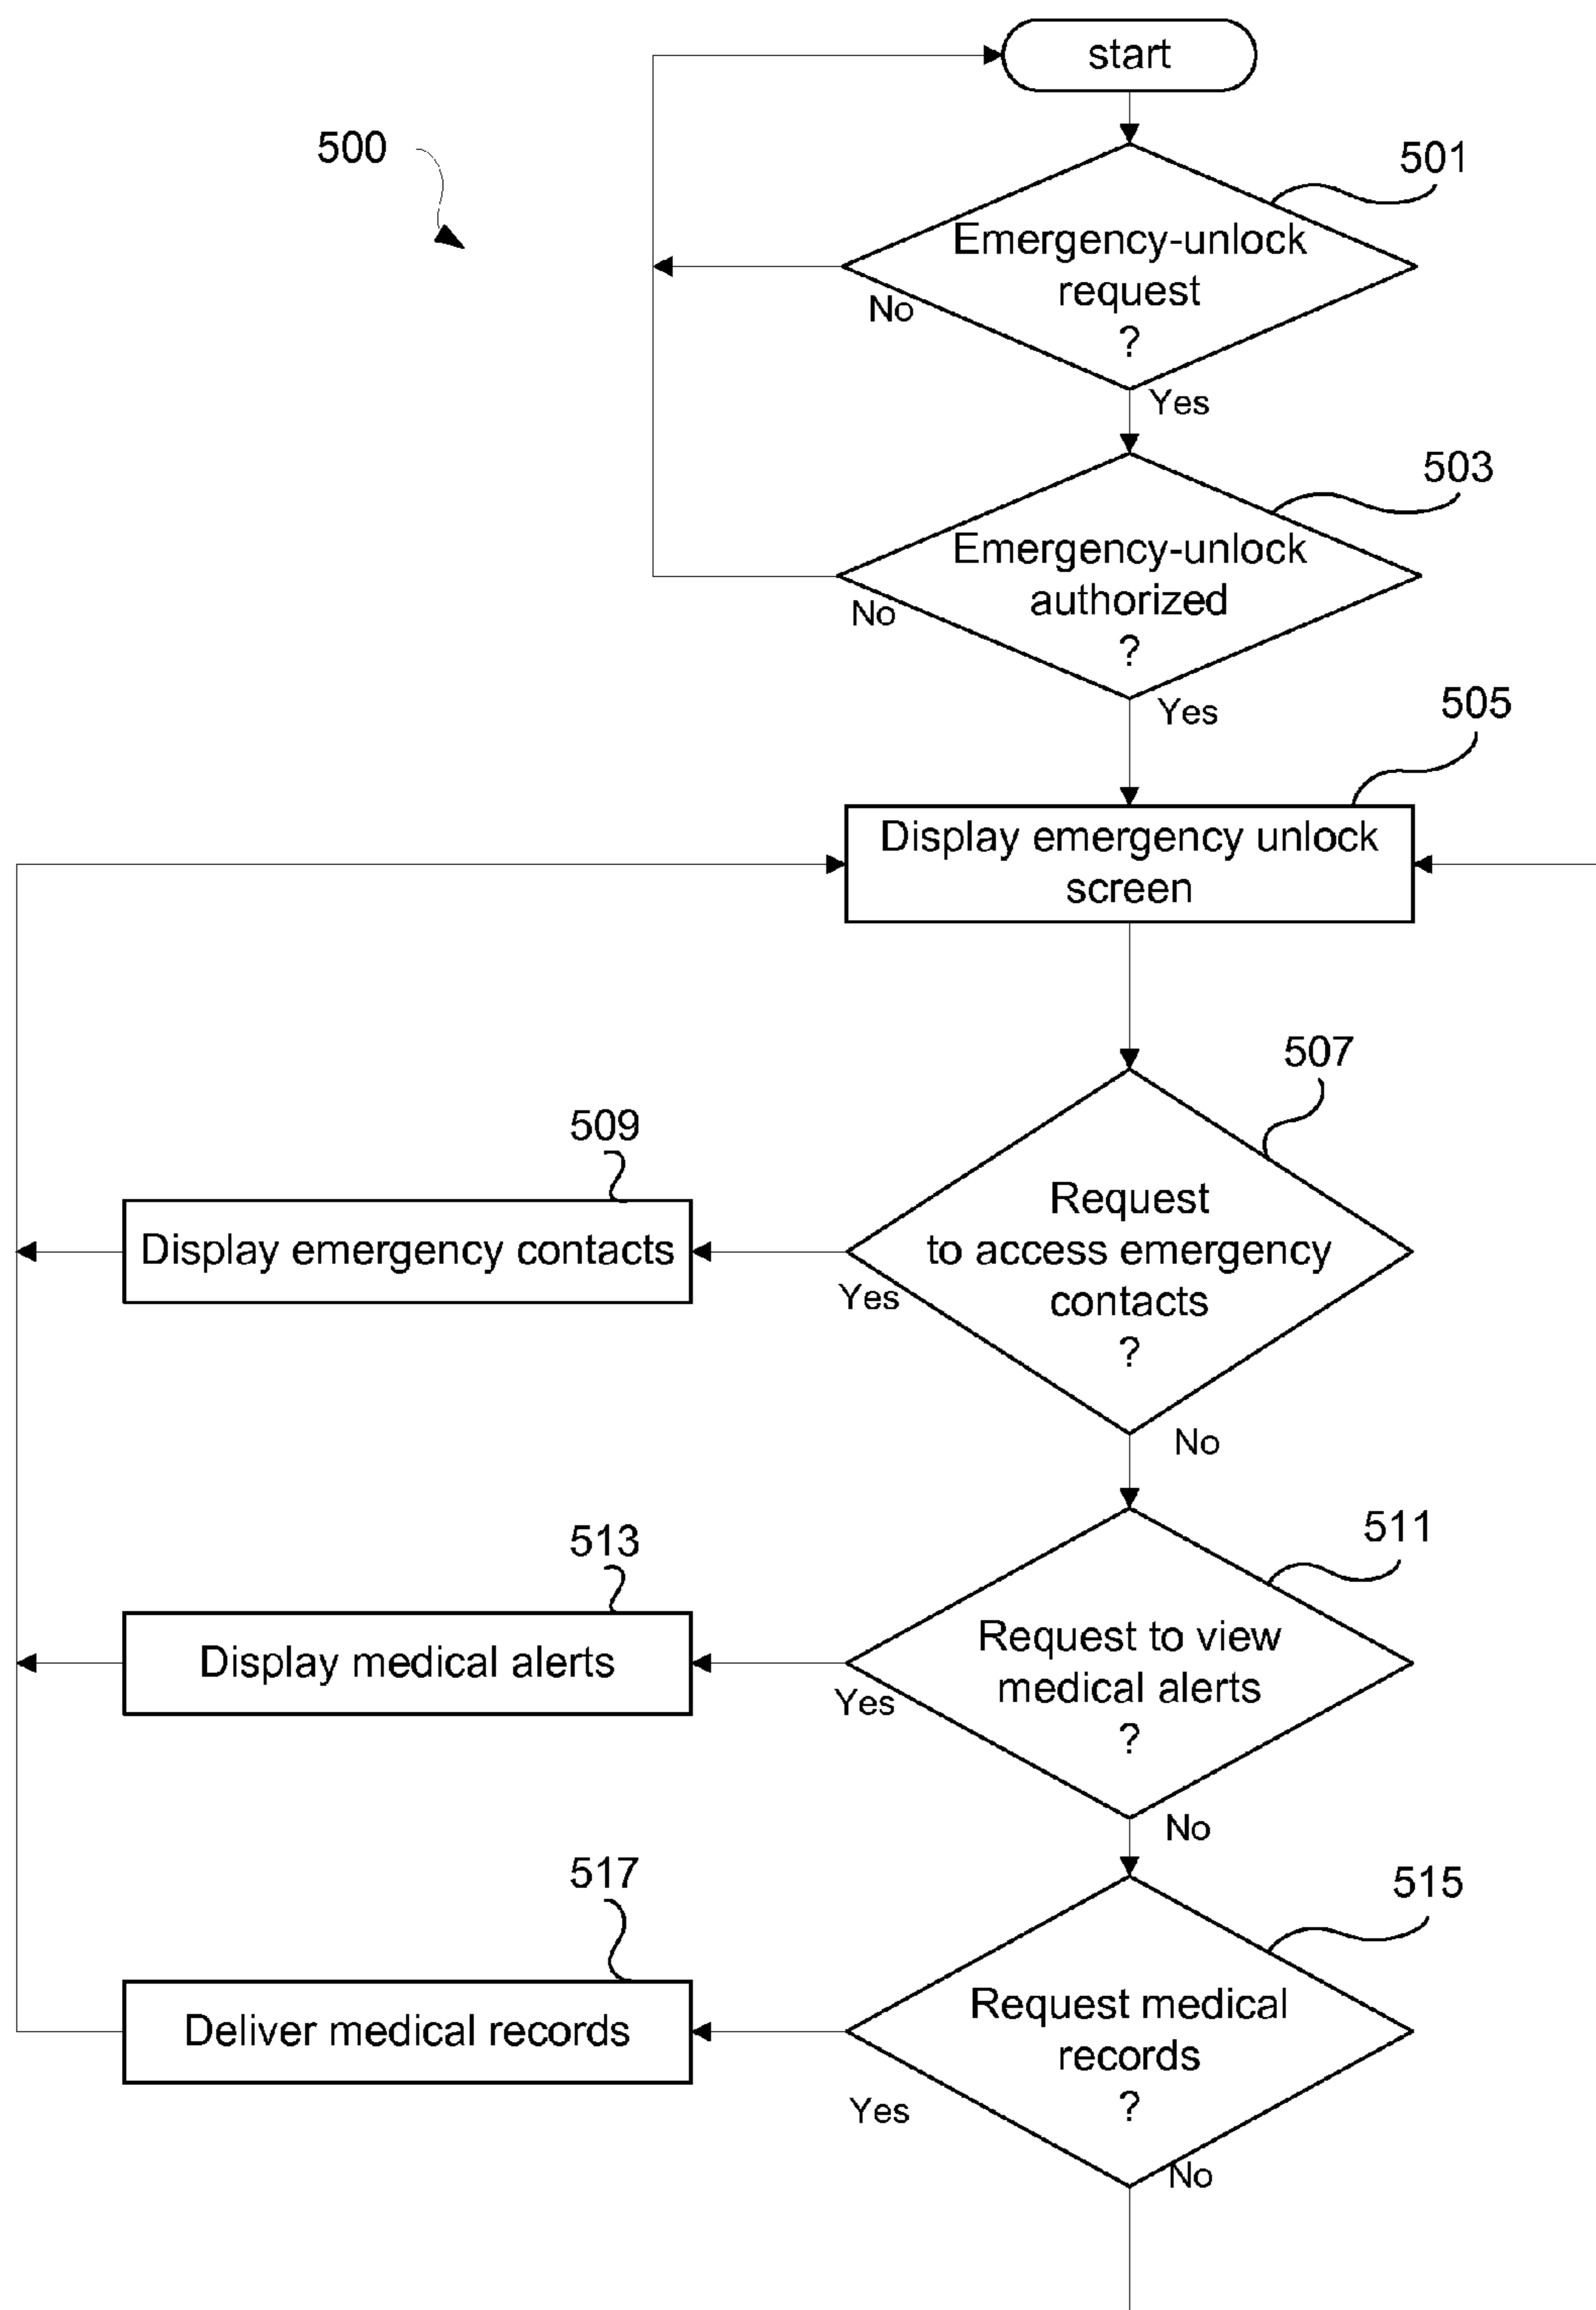 start
500
501
Emergency-unlock
request
?
No
Yes
503
Emergency-unlock
authorized
?
No
Yes
505
Display emergency unlock
screen
507
Request
to access emergency
contacts
?
Yes
No
509
Display emergency contacts
511
Request to view
medical alerts
?
Yes
No
513
Display medical alerts
515
Request medical
records
?
Yes
No
517
Deliver medical records